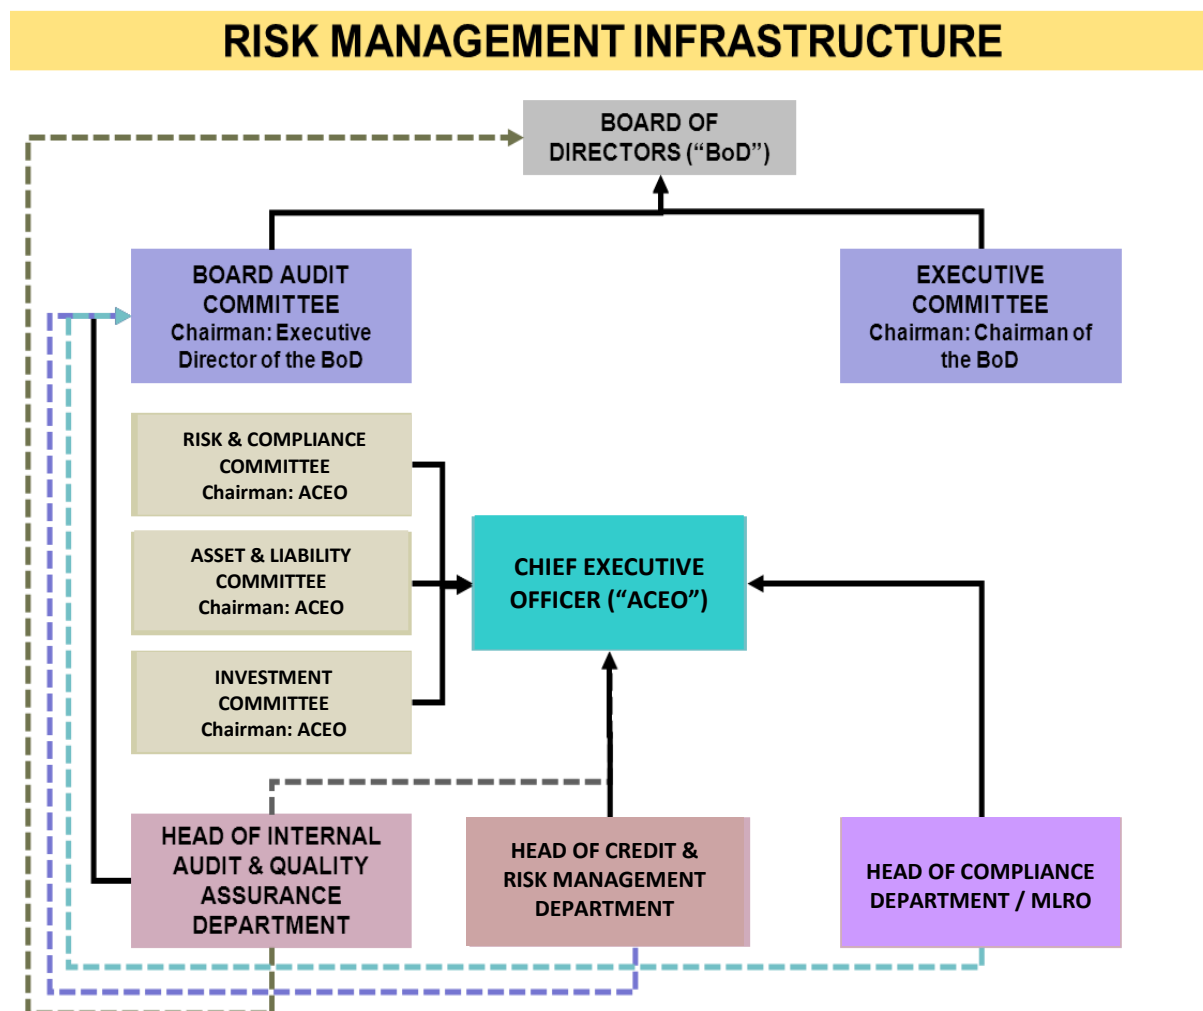 RISK MANAGEMENT INFRASTRUCTURE
BOARD OF
DIRECTORS (“BoD”)
BOARD AUDIT
COMMITTEE
Chairman: Executive
Director of the BoD
EXECUTIVE
COMMITTEE
Chairman: Chairman of
the BoD
RISK & COMPLIANCE
COMMITTEE
Chairman: ACEO
ASSET & LIABILITY
COMMITTEE
Chairman: ACEO
INVESTMENT
COMMITTEE
Chairman: ACEO
CHIEF EXECUTIVE
OFFICER (“ACEO”)
HEAD OF INTERNAL
AUDIT & QUALITY
ASSURANCE
DEPARTMENT
HEAD OF CREDIT &
RISK MANAGEMENT
DEPARTMENT
HEAD OF COMPLIANCE
DEPARTMENT / MLRO